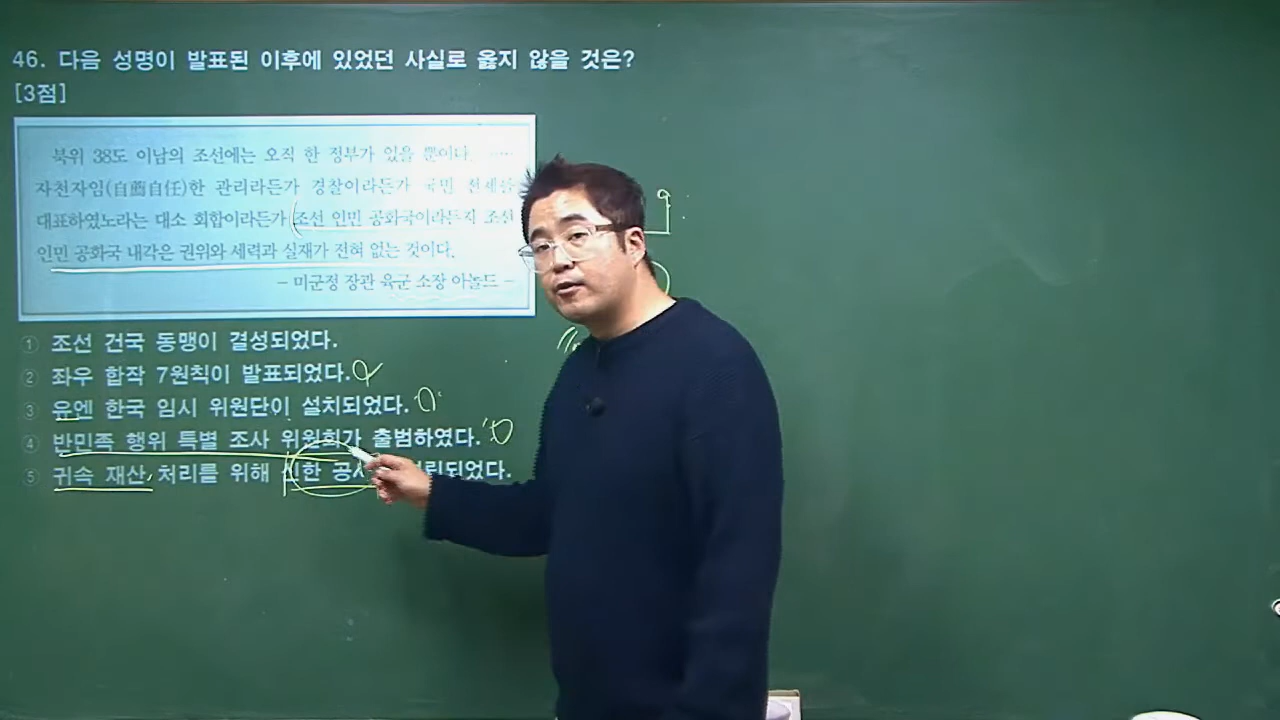 46. 다음 성명이 발표된 이후에 있었던 사실로 옳지 않을 것은?
[3점]
북위 38도 이남의 조선에는 오직 한 정부가 있을 뿐이다. ……
자천자임(自薦自任)한 관리라든가 경찰이라든가 국민 전체를
대표하였노라는 대소 회합이라든가 조선 인민 공화국이라든지 조선
인민 공화국 내각은 권위와 세력과 실재가 전혀 없는 것이다.
- 미군정 장관 육군 소장 아놀드 -
① 조선 건국 동맹이 결성되었다.
② 좌우 합작 7원칙이 발표되었다.
③ 유엔 한국 임시 위원단이 설치되었다.
④ 반민족 행위 특별 조사 위원회가 출범하였다.
⑤ 귀속 재산 처리를 위해 신한 공사 되었다.